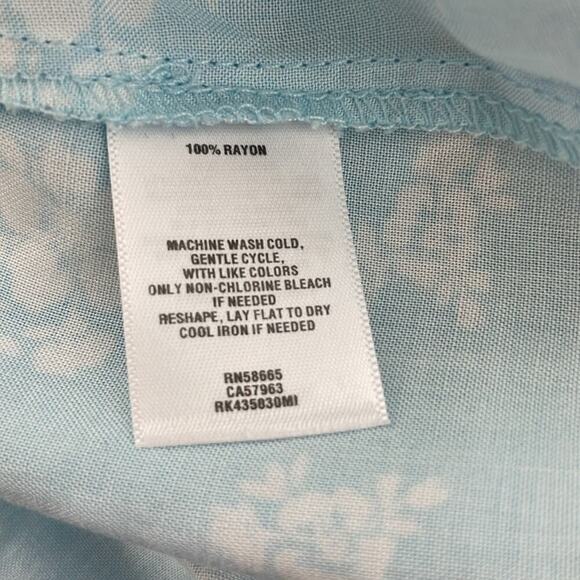 100% RAYON
MACHINE WASH COLD,
GENTLE CYCLE,
WITH LIKE COLORS
ONLY NON-CHLORINE BLEACH
IF NEEDED
RESHAPE, LAY FLAT TO DRY
COOL IRON IF NEEDED
RN58665
CA57963
RK435830MI